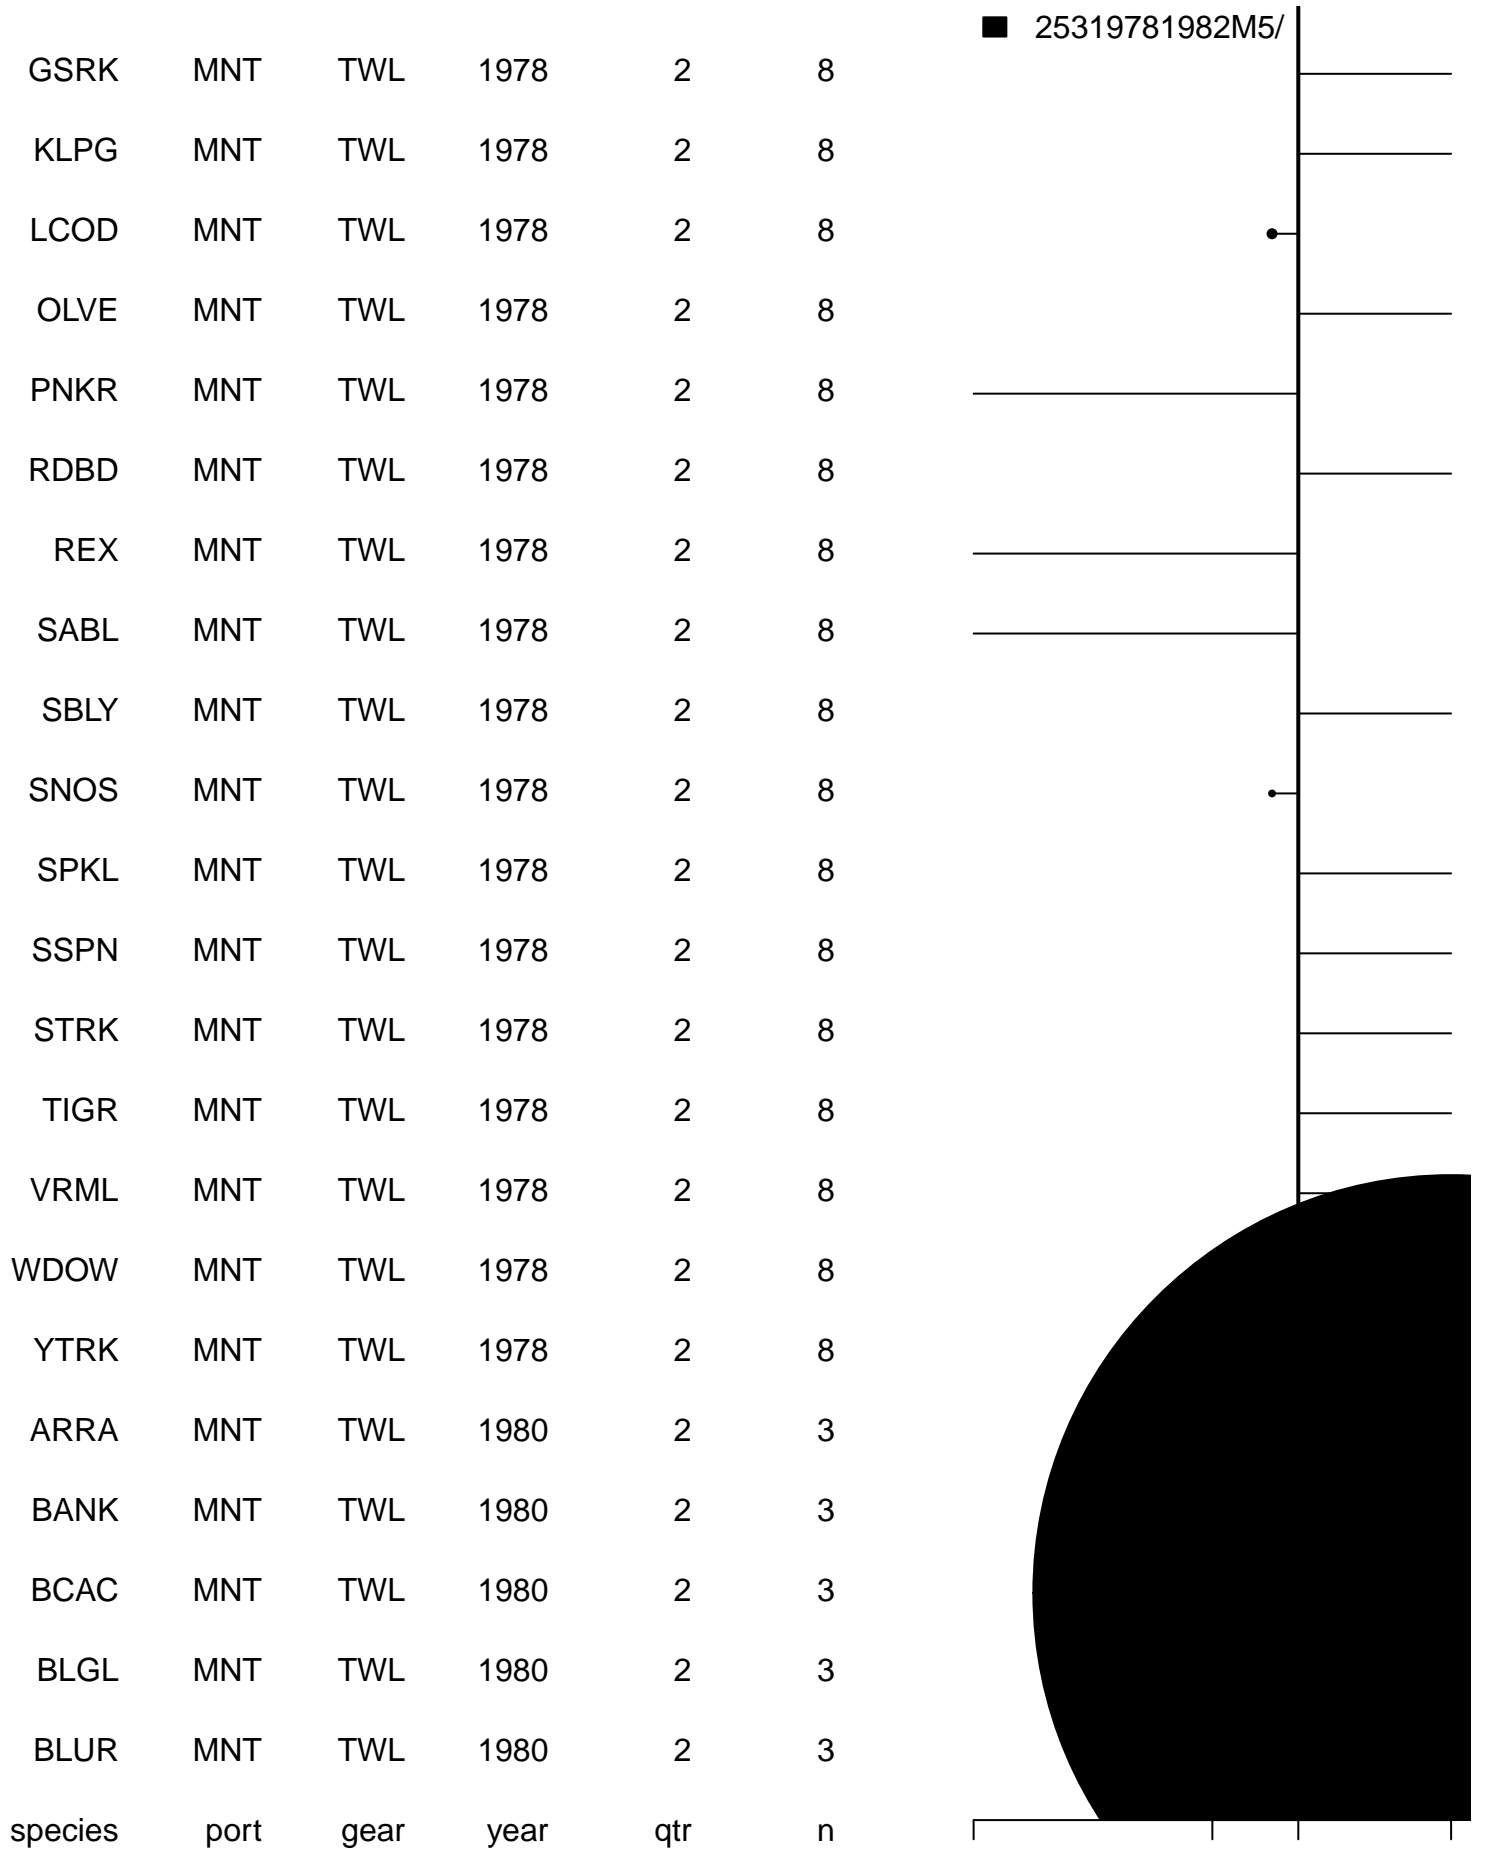 25319781982M5/
GSRK MNT TWL 1978 2 8
KLPG MNT TWL 1978 2 8
LCOD MNT TWL 1978 2 8
OLVE MNT TWL 1978 2 8
PNKR MNT TWL 1978 2 8
RDBD MNT TWL 1978 2 8
REX MNT TWL 1978 2 8
SABL MNT TWL 1978 2 8
SBLY MNT TWL 1978 2 8
SNOS MNT TWL 1978 2 8
SPKL MNT TWL 1978 2 8
SSPN MNT TWL 1978 2 8
STRK MNT TWL 1978 2 8
TIGR MNT TWL 1978 2 8
VRML MNT TWL 1978 2 8
WDOW MNT TWL 1978 2 8
YTRK MNT TWL 1978 2 8
ARRA MNT TWL 1980 2 3
BANK MNT TWL 1980 2 3
BCAC MNT TWL 1980 2 3
BLGL MNT TWL 1980 2 3
BLUR MNT TWL 1980 2 3
species port gear year qtr n